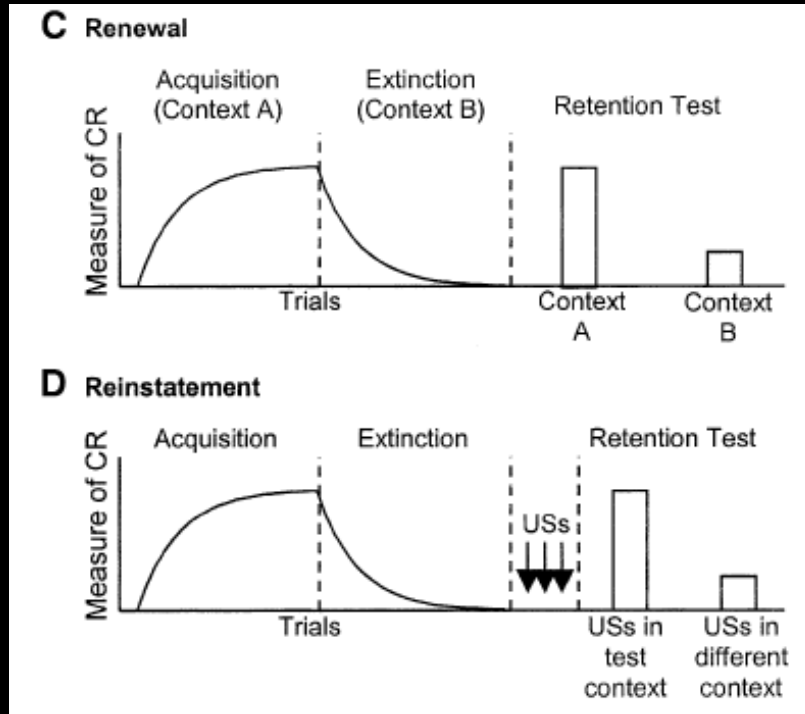 C Renewal
Acquisition
(Context A)
Extinction
(Context B)
Retention Test
Measure of CR
Trials
Context
A
Context
B
D Reinstatement
Acquisition
Extinction
Retention Test
Measure of CR
USs
Trials
USs in
test
context
USs in
different
context